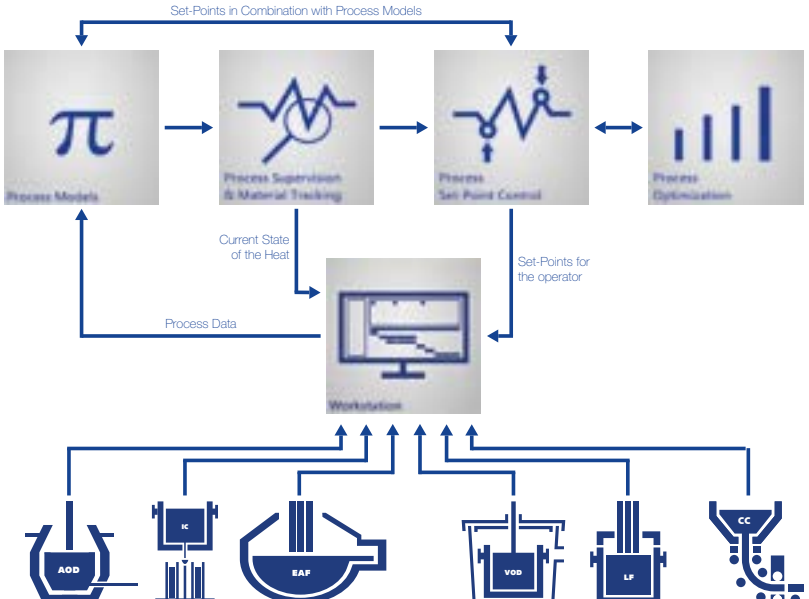 Set-Points in Combination with Process Models
Process Models
Process Supervision
& Material Tracking
Process
Set-Point Control
Process
Optimization
Current State
of the Heat
Set-Points for
the operator
Process Data
Workstation
AOD
IC
EAF
VOD
LF
CC